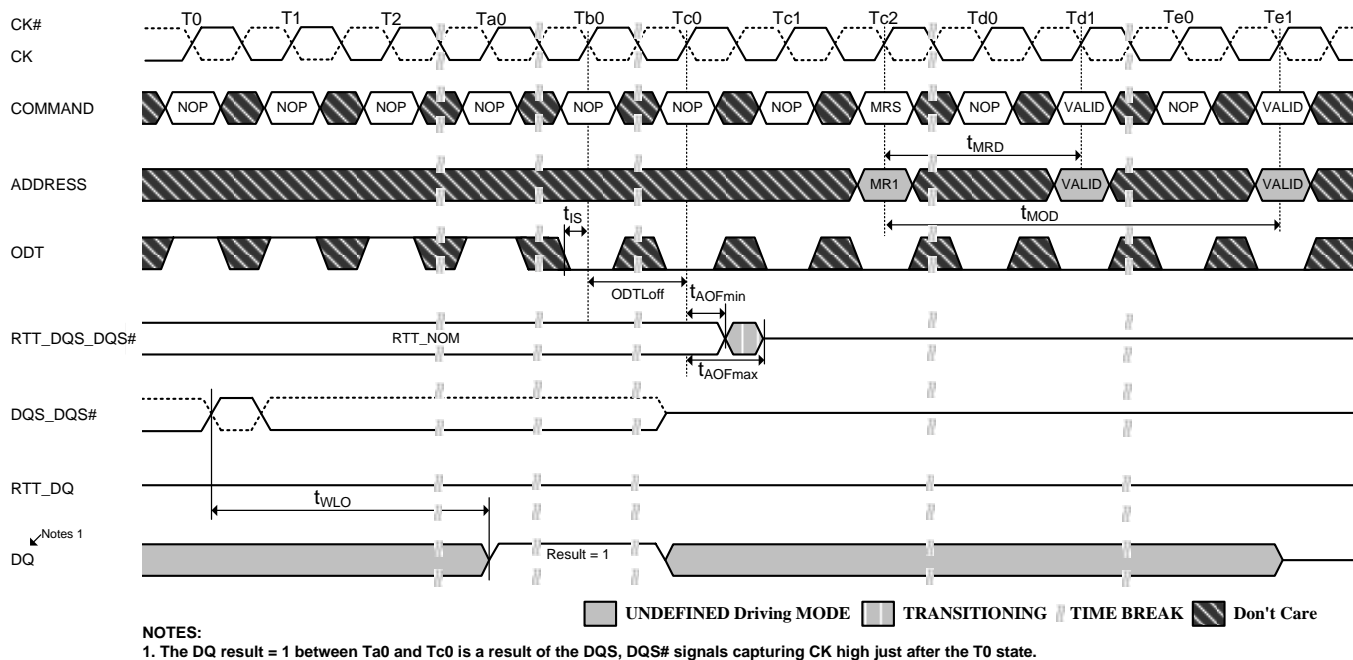 CK#
CK
T0 T1 T2 Ta0 Tb0 Tc0 Tc1 Tc2 Td0 Td1 Te0 Te1
COMMAND
NOP NOP NOP NOP NOP NOP NOP MRS NOP VALID NOP VALID
tMRD
ADDRESS
MR1 VALID VALID
tIS
tMOD
ODT
ODTLoff
tAOFmin
RTT_DQS_DQS#
RTT_NOM
tAOFmax
DQS_DQS#
RTT_DQ
tWLO
Notes 1
DQ
Result = 1
UNDEFINED Driving MODE TRANSITIONING TIME BREAK Don't Care
NOTES:
1. The DQ result = 1 between Ta0 and Tc0 is a result of the DQS, DQS# signals capturing CK high just after the T0 state.